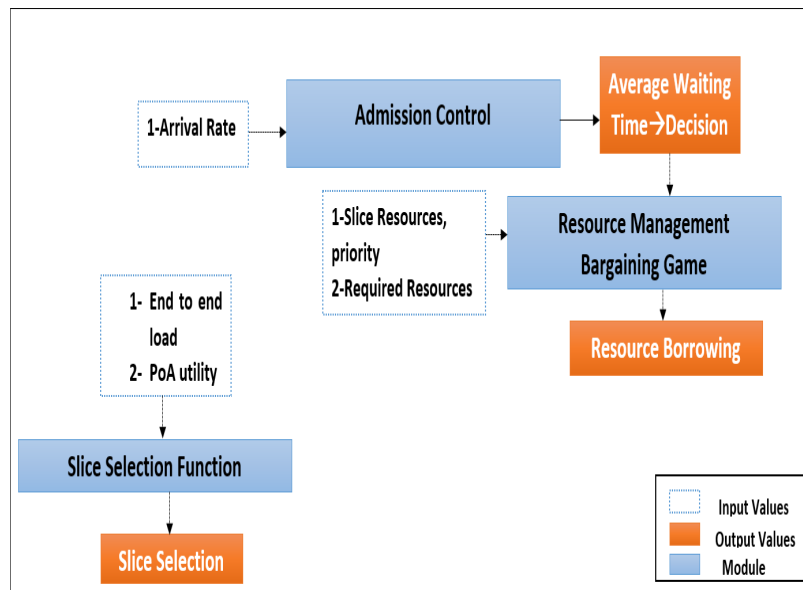 Average Waiting
Time→Decision
Admission Control
1-Arrival Rate
1-Slice Resources,
priority
2-Required Resources
Resource Management
Bargaining Game
Resource Borrowing
1- End to end
load
2- PoA utility
Slice Selection Function
Slice Selection
Input Values
Output Values
Module